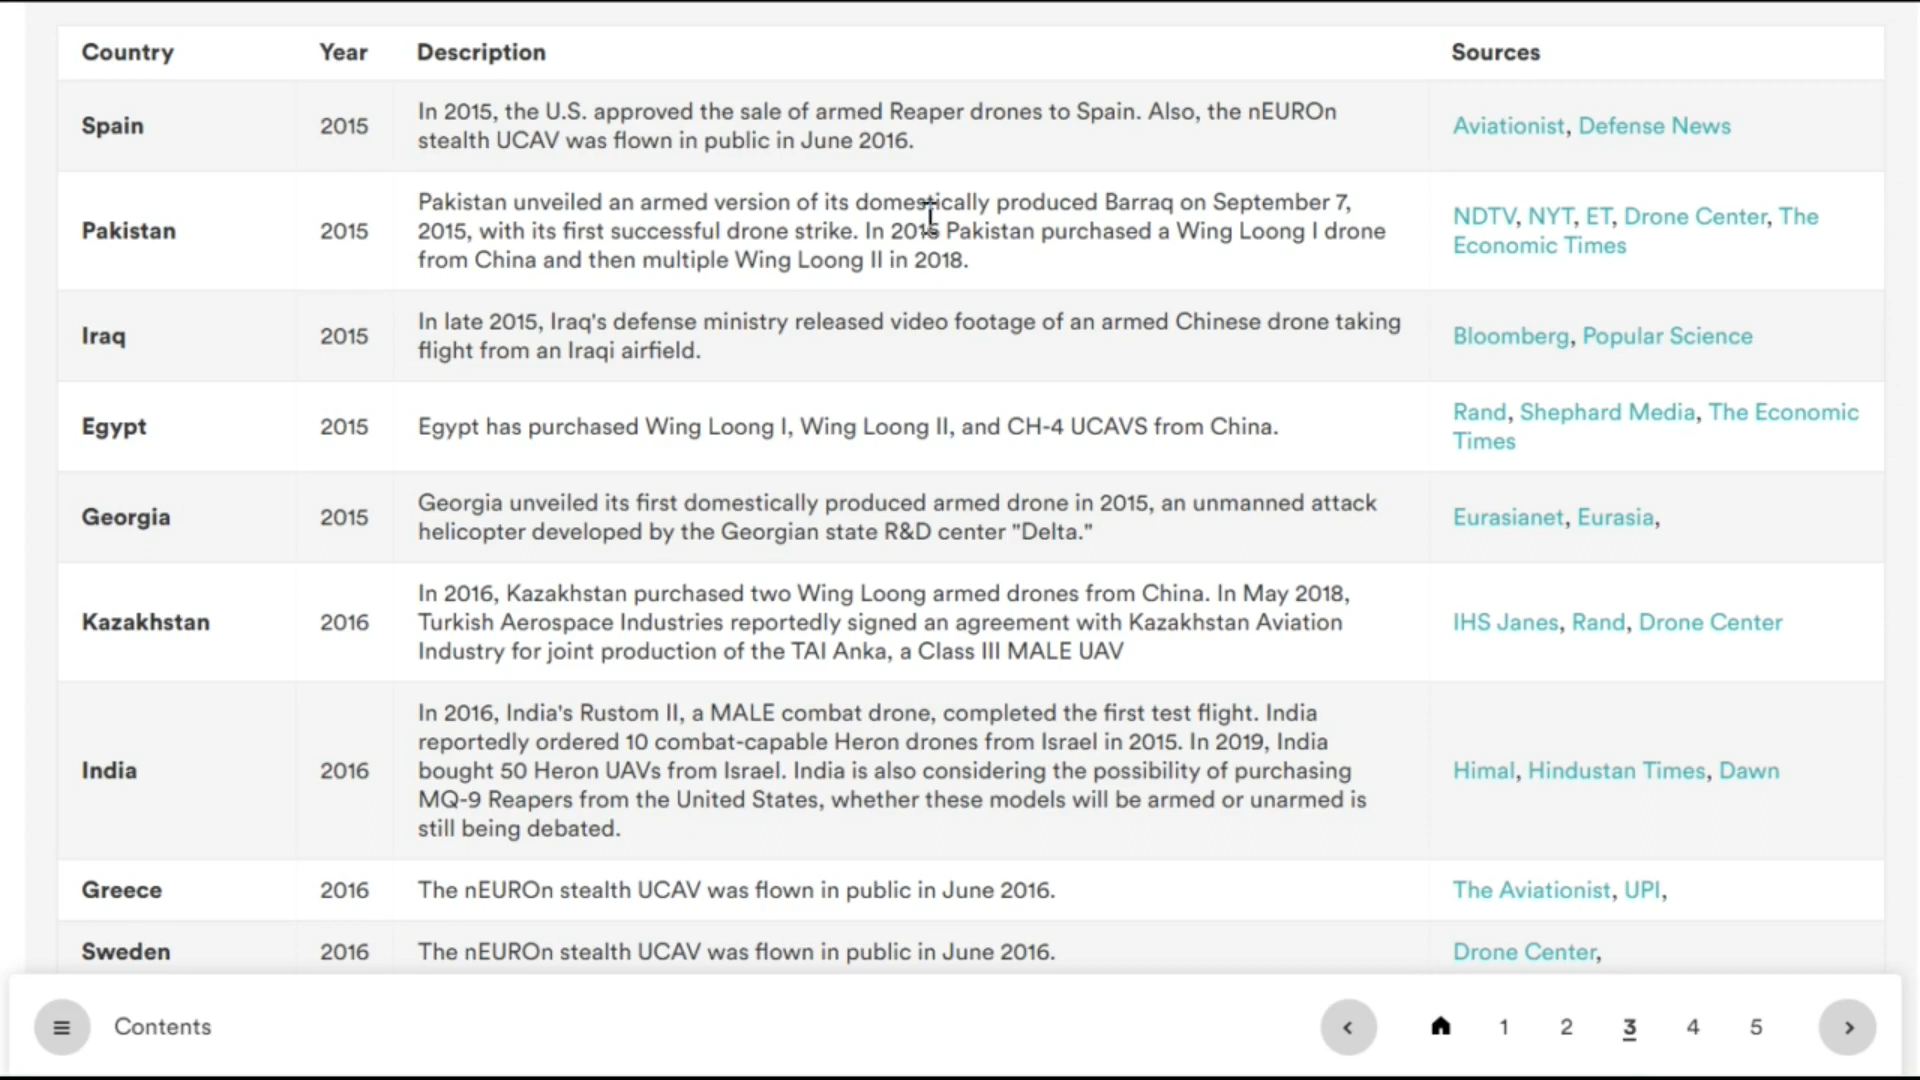 Country Year Description Sources
Spain 2015 In 2015, the U.S. approved the sale of armed Reaper drones to Spain. Also, the nEUROn
stealth UCAV was flown in public in June 2016. Aviationist, Defense News
Pakistan 2015 Pakistan unveiled an armed version of its domestically produced Barraq on September 7,
2015, with its first successful drone strike. In 2015 Pakistan purchased a Wing Loong I drone
from China and then multiple Wing Loong II in 2018. NDTV, NYT, ET, Drone Center, The
Economic Times
Iraq 2015 In late 2015, Iraq's defense ministry released video footage of an armed Chinese drone taking
flight from an Iraqi airfield. Bloomberg, Popular Science
Egypt 2015 Egypt has purchased Wing Loong I, Wing Loong II, and CH-4 UCAVS from China. Rand, Shephard Media, The Economic
Times
Georgia 2015 Georgia unveiled its first domestically produced armed drone in 2015, an unmanned attack
helicopter developed by the Georgian state R&D center "Delta." Eurasianet, Eurasia,
Kazakhstan 2016 In 2016, Kazakhstan purchased two Wing Loong armed drones from China. In May 2018,
Turkish Aerospace Industries reportedly signed an agreement with Kazakhstan Aviation
Industry for joint production of the TAI Anka, a Class III MALE UAV IHS Janes, Rand, Drone Center
India 2016 In 2016, India's Rustom II, a MALE combat drone, completed the first test flight. India
reportedly ordered 10 combat-capable Heron drones from Israel in 2015. In 2019, India
bought 50 Heron UAVs from Israel. India is also considering the possibility of purchasing
MQ-9 Reapers from the United States, whether these models will be armed or unarmed is
still being debated. Himal, Hindustan Times, Dawn
Greece 2016 The nEUROn stealth UCAV was flown in public in June 2016. The Aviationist, UPI,
Sweden 2016 The nEUROn stealth UCAV was flown in public in June 2016. Drone Center,
Contents 1 2 3 4 5